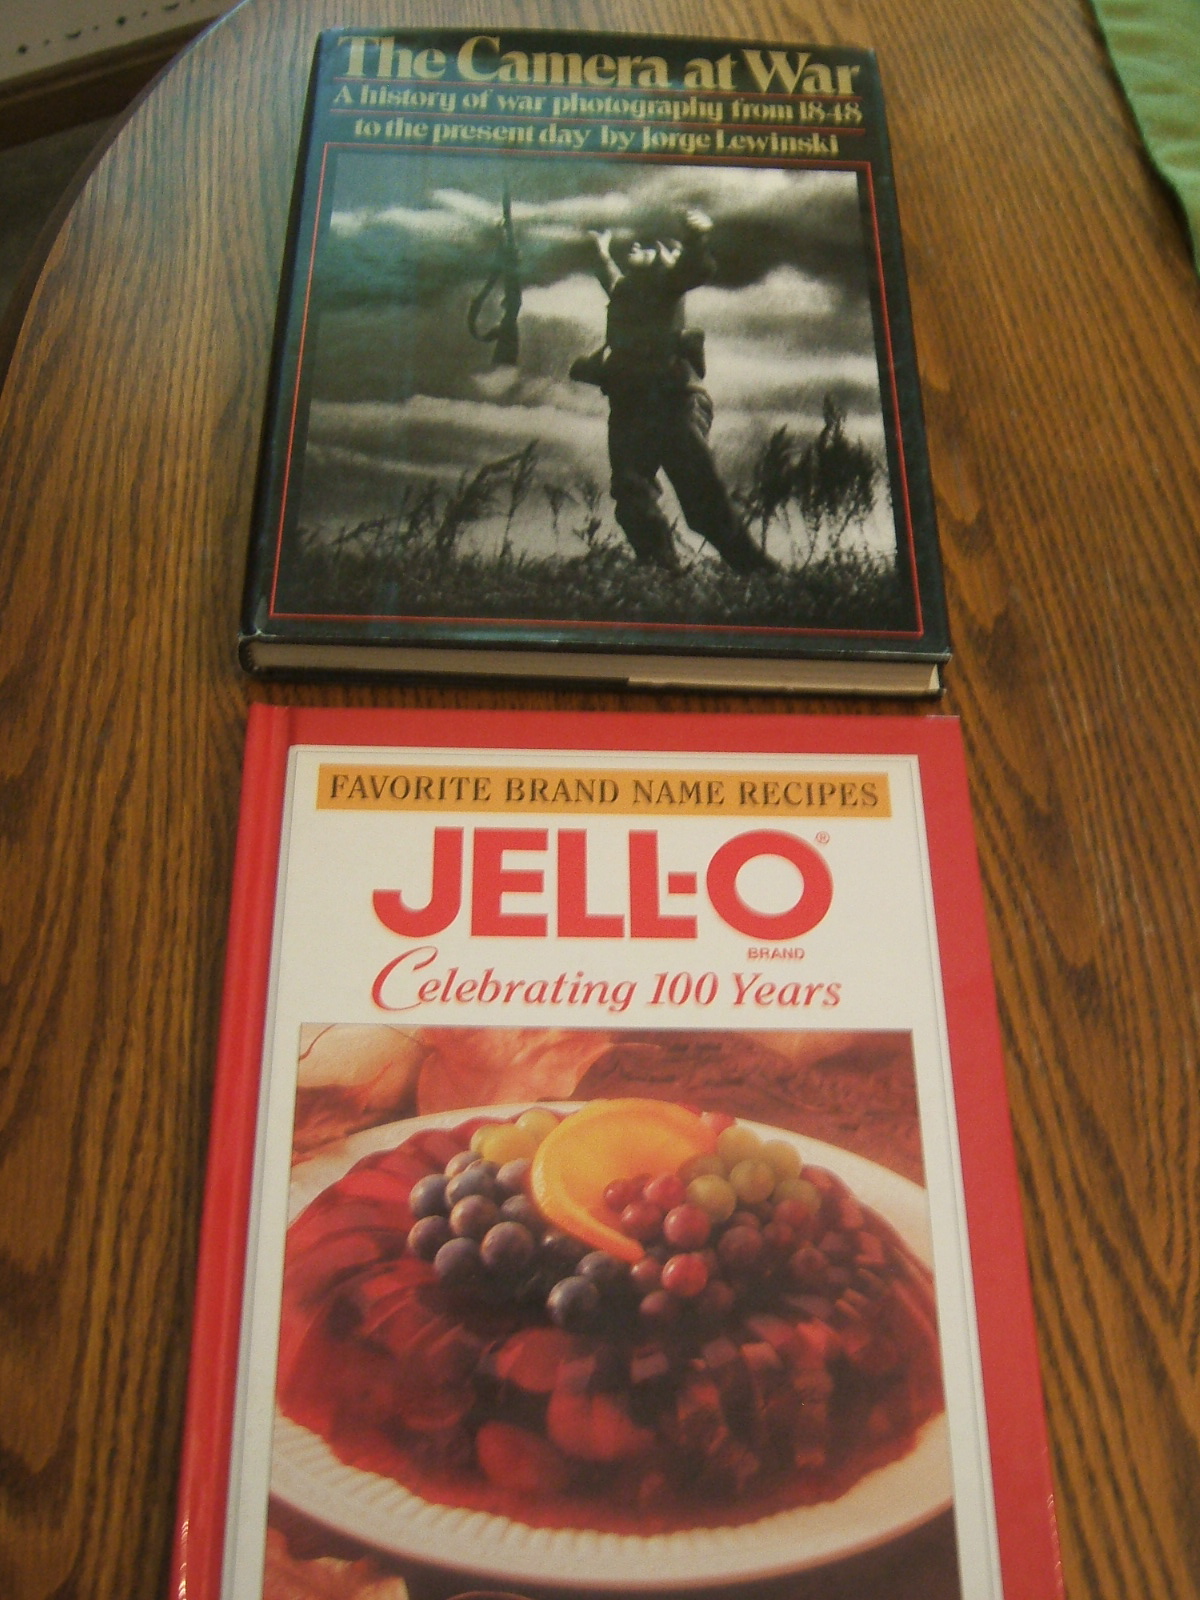 The Camera at War
A history of war photography from 1848
to the present day by Jorge Lewinski
FAVORITE BRAND NAME RECIPES
JELL-O®
BRAND
Celebrating 100 Years